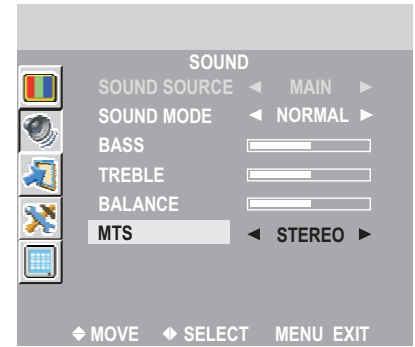 SOUND
SOUND SOURCE ◄ MAIN ►
SOUND MODE ◄ NORMAL ►
BASS
TREBLE
BALANCE
MTS ◄ STEREO ►
MOVE SELECT MENU EXIT